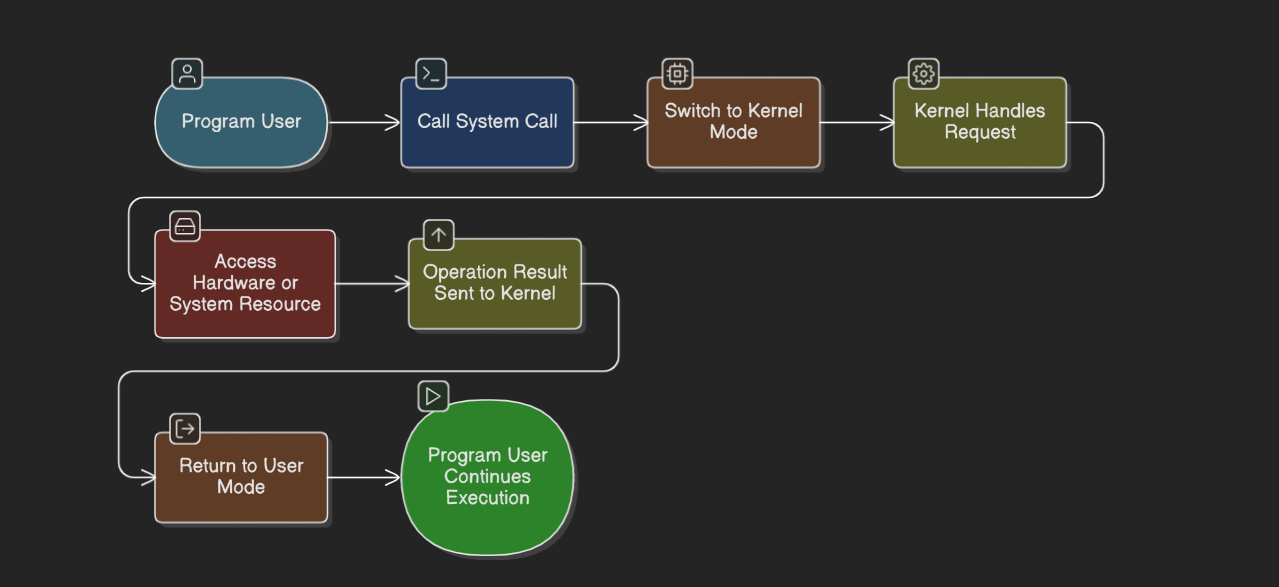 Program User
Call System Call
Switch to Kernel
Mode
Kernel Handles
Request
Access
Hardware or
System Resource
Operation Result
Sent to Kernel
Return to User
Mode
Program User
Continues
Execution